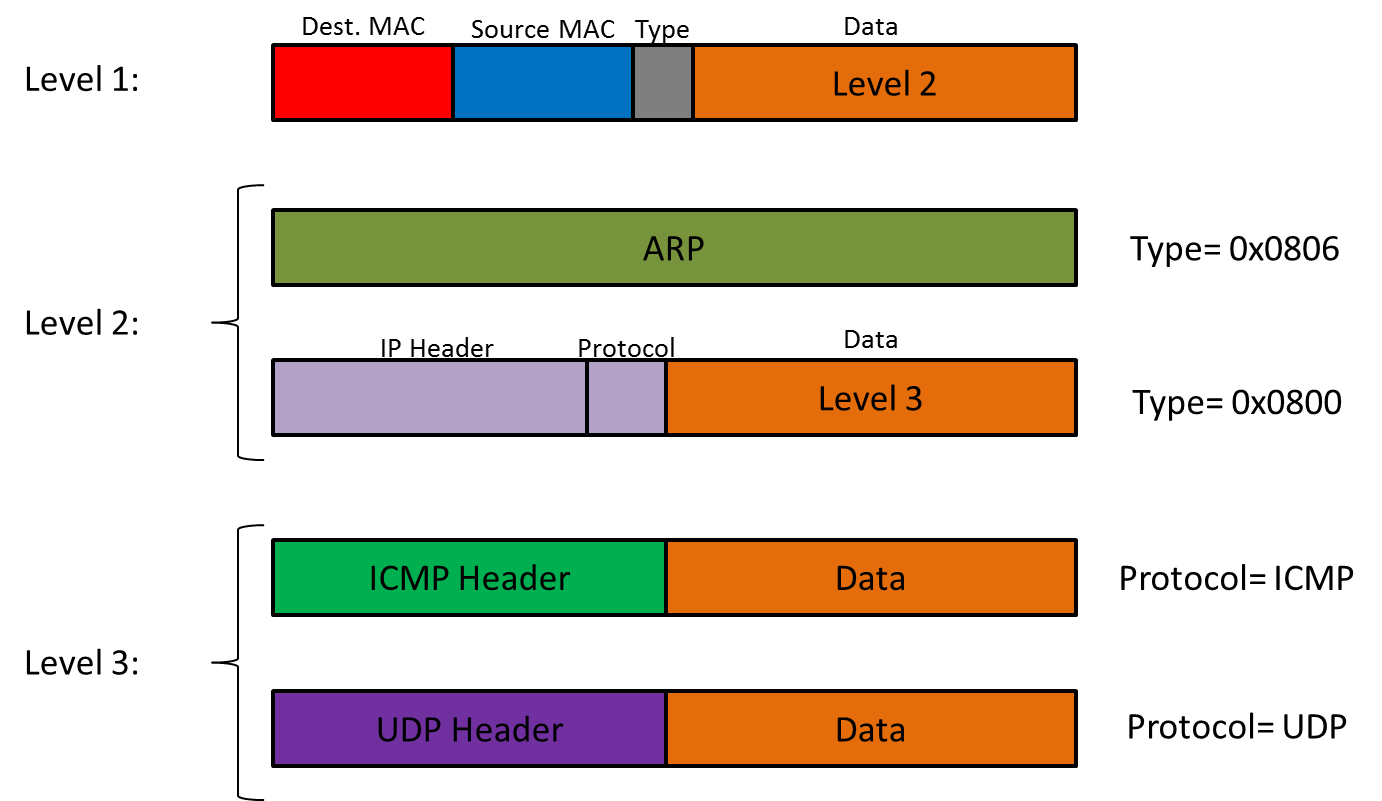 Dest. MAC Source MAC Type Data
Level 1: Level 2
ARP Type= 0x0806
Level 2:
IP Header Protocol Data
Level 3 Type= 0x0800
ICMP Header Data Protocol= ICMP
Level 3:
UDP Header Data Protocol= UDP